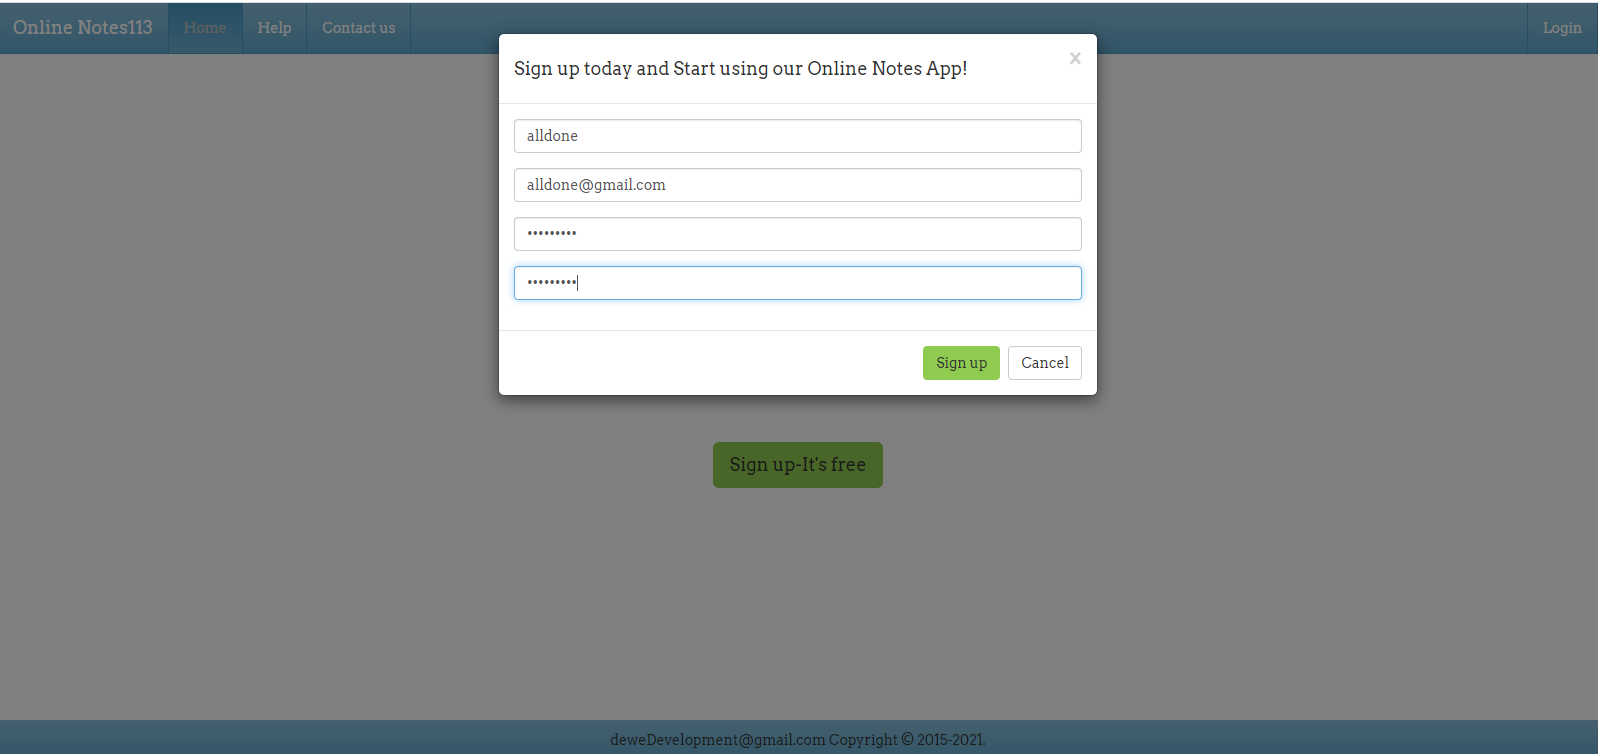 Online Notes113 Home Help Contact us Login
Sign up today and Start using our Online Notes App! ×
alldone
alldone@gmail.com
•••••••••
•••••••••
Sign up Cancel
Sign up-It's free
deweDevelopment@gmail.com Copyright © 2015-2021.